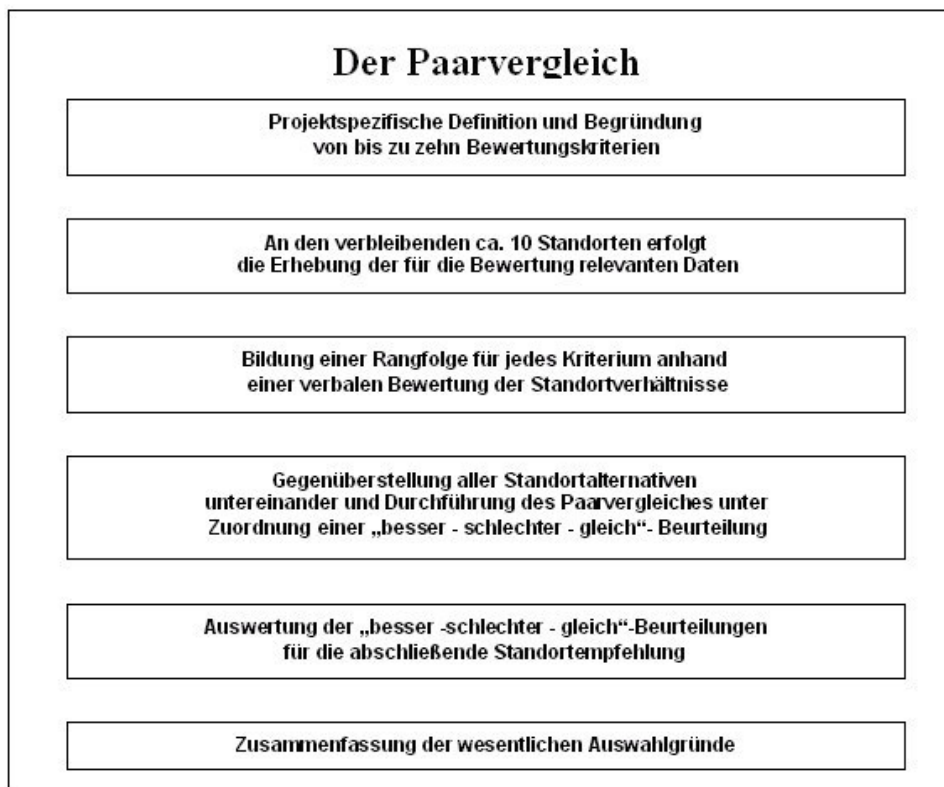 Der Paarvergleich
Projektspezifische Definition und Begründung
von bis zu zehn Bewertungskriterien
An den verbleibenden ca. 10 Standorten erfolgt
die Erhebung der für die Bewertung relevanten Daten
Bildung einer Rangfolge für jedes Kriterium anhand
einer verbalen Bewertung der Standortverhältnisse
Gegenüberstellung aller Standortalternativen
untereinander und Durchführung des Paarvergleiches unter
Zuordnung einer „besser - schlechter - gleich“- Beurteilung
Auswertung der „besser -schlechter - gleich“-Beurteilungen
für die abschließende Standortempfehlung
Zusammenfassung der wesentlichen Auswahlgründe